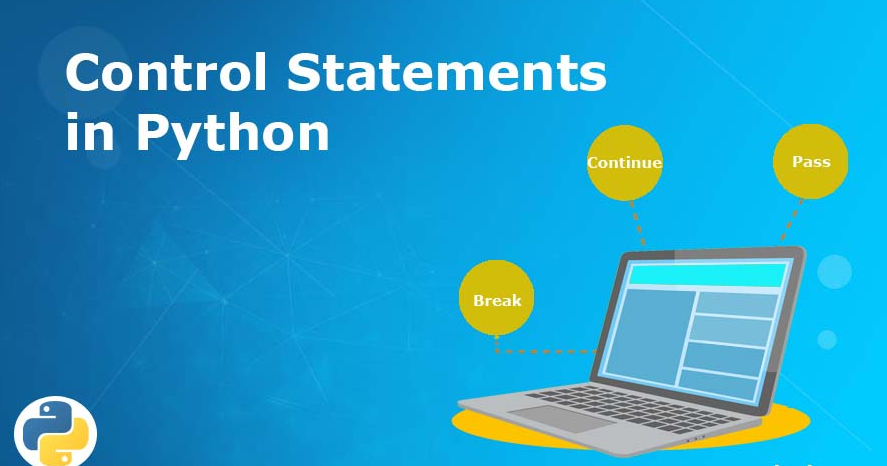 Control Statements
in Python
Continue
Pass
Break